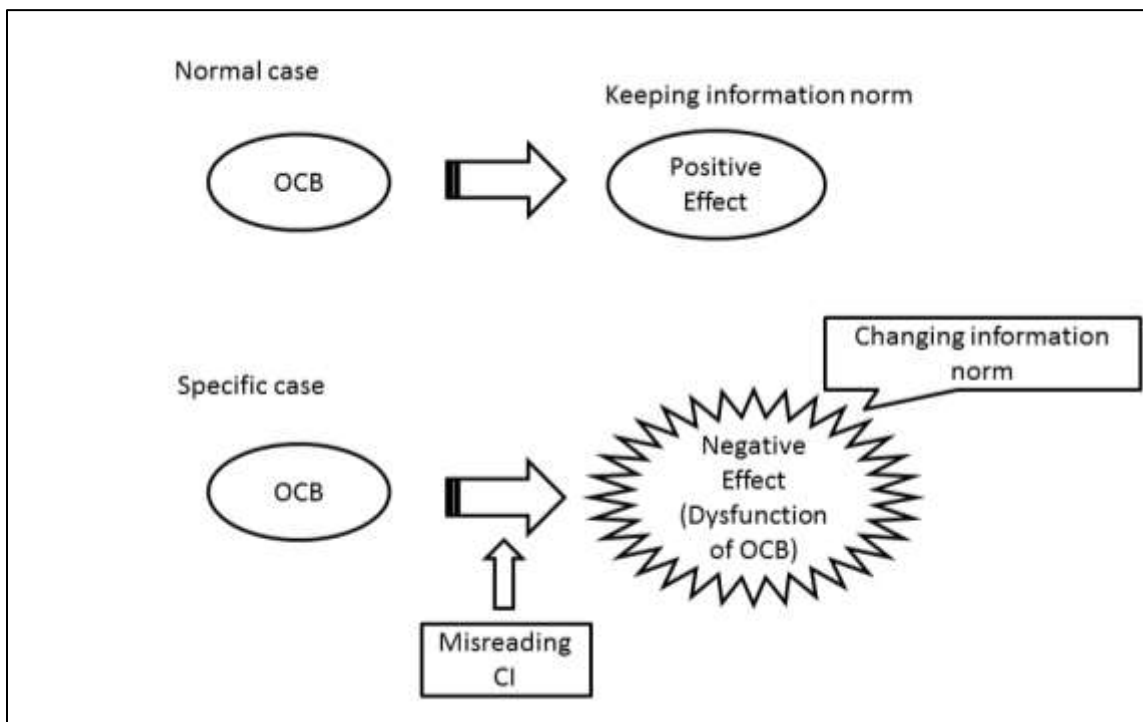 Normal case
Keeping information norm
OCB
Positive
Effect
Changing information
norm
Specific case
OCB
Negative
Effect
(Dysfunction
of OCB)
Misreading
CI